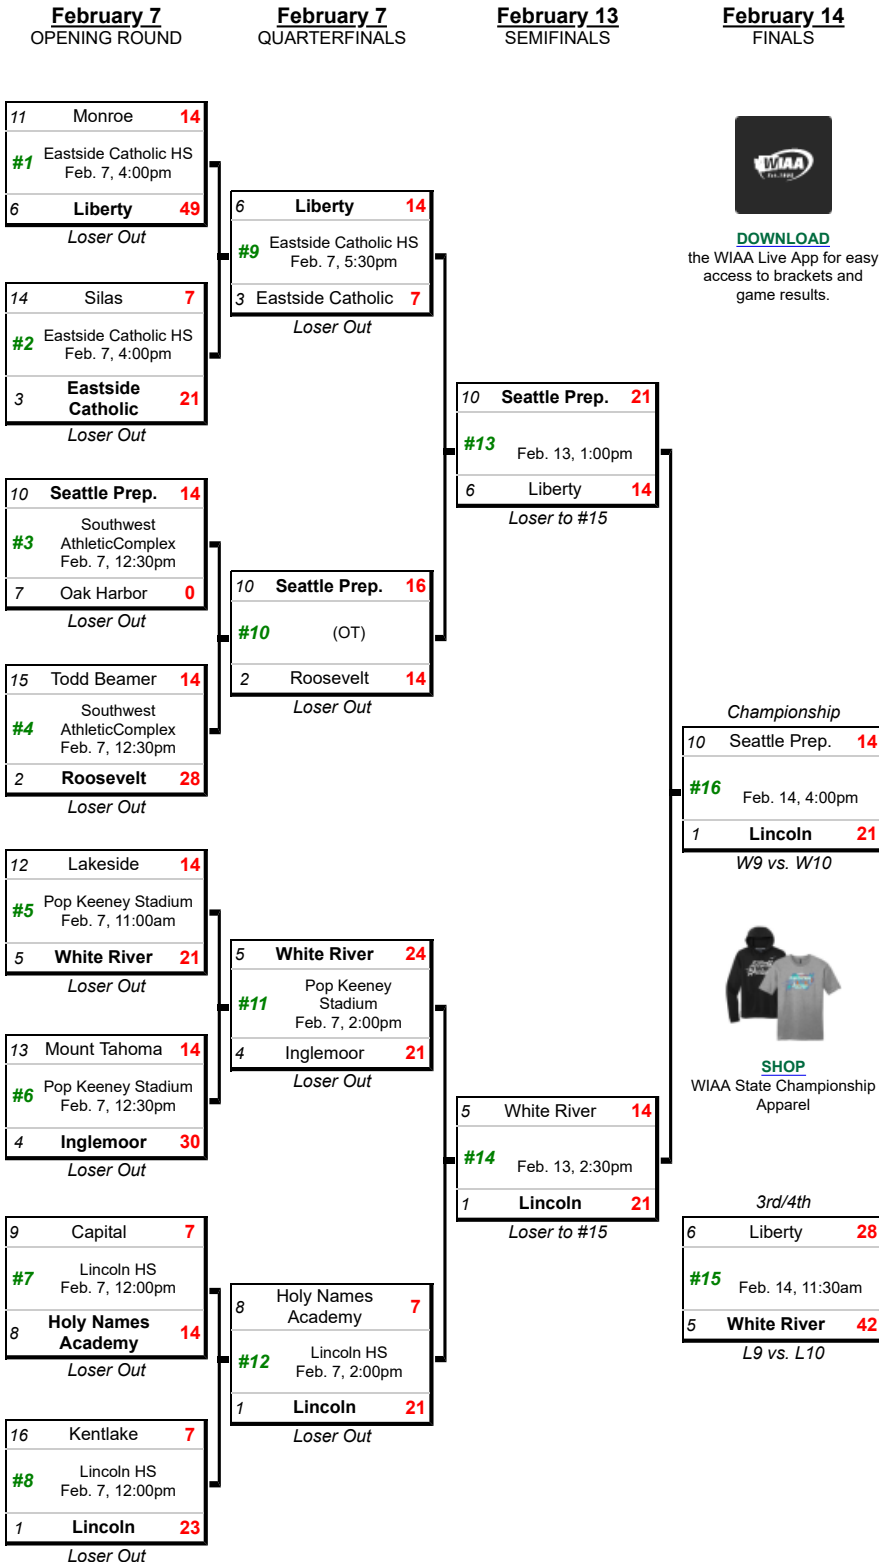 February 7
OPENING ROUND
February 7
QUARTERFINALS
February 13
SEMIFINALS
February 14
FINALS
11 Monroe 14
#1 Eastside Catholic HS
Feb. 7, 4:00pm
6 Liberty 49
Loser Out
14 Silas 7
#2 Eastside Catholic HS
Feb. 7, 4:00pm
3 Eastside
Catholic 21
Loser Out
10 Seattle Prep. 14
#3 Southwest
AthleticComplex
Feb. 7, 12:30pm
7 Oak Harbor 0
Loser Out
15 Todd Beamer 14
#4 Southwest
AthleticComplex
Feb. 7, 12:30pm
2 Roosevelt 28
Loser Out
12 Lakeside 14
#5 Pop Keeney Stadium
Feb. 7, 11:00am
5 White River 21
Loser Out
13 Mount Tahoma 14
#6 Pop Keeney Stadium
Feb. 7, 12:30pm
4 Inglemoor 30
Loser Out
9 Capital 7
#7 Lincoln HS
Feb. 7, 12:00pm
8 Holy Names
Academy 14
Loser Out
16 Kentlake 7
#8 Lincoln HS
Feb. 7, 12:00pm
1 Lincoln 23
Loser Out
6 Liberty 14
#9 Eastside Catholic HS
Feb. 7, 5:30pm
3 Eastside Catholic 7
Loser Out
10 Seattle Prep. 16
#10 (OT)
2 Roosevelt 14
Loser Out
5 White River 24
#11 Pop Keeney
Stadium
Feb. 7, 2:00pm
4 Inglemoor 21
Loser Out
8 Holy Names
Academy 7
#12 Lincoln HS
Feb. 7, 2:00pm
1 Lincoln 21
Loser Out
10 Seattle Prep. 21
#13 Feb. 13, 1:00pm
6 Liberty 14
Loser to #15
5 White River 14
#14 Feb. 13, 2:30pm
1 Lincoln 21
Loser to #15
WIAA
DOWNLOAD
the WIAA Live App for easy
access to brackets and
game results.
Championship
10 Seattle Prep. 14
#16 Feb. 14, 4:00pm
1 Lincoln 21
W9 vs. W10
SHOP
WIAA State Championship
Apparel
3rd/4th
6 Liberty 28
#15 Feb. 14, 11:30am
5 White River 42
L9 vs. L10